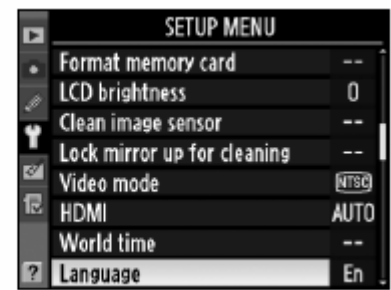 SETUP MENU
Format memory card --
LCD brightness 0
Clean image sensor --
Lock mirror up for cleaning --
Video mode NTSC
HDMI AUTO
World time --
? Language En